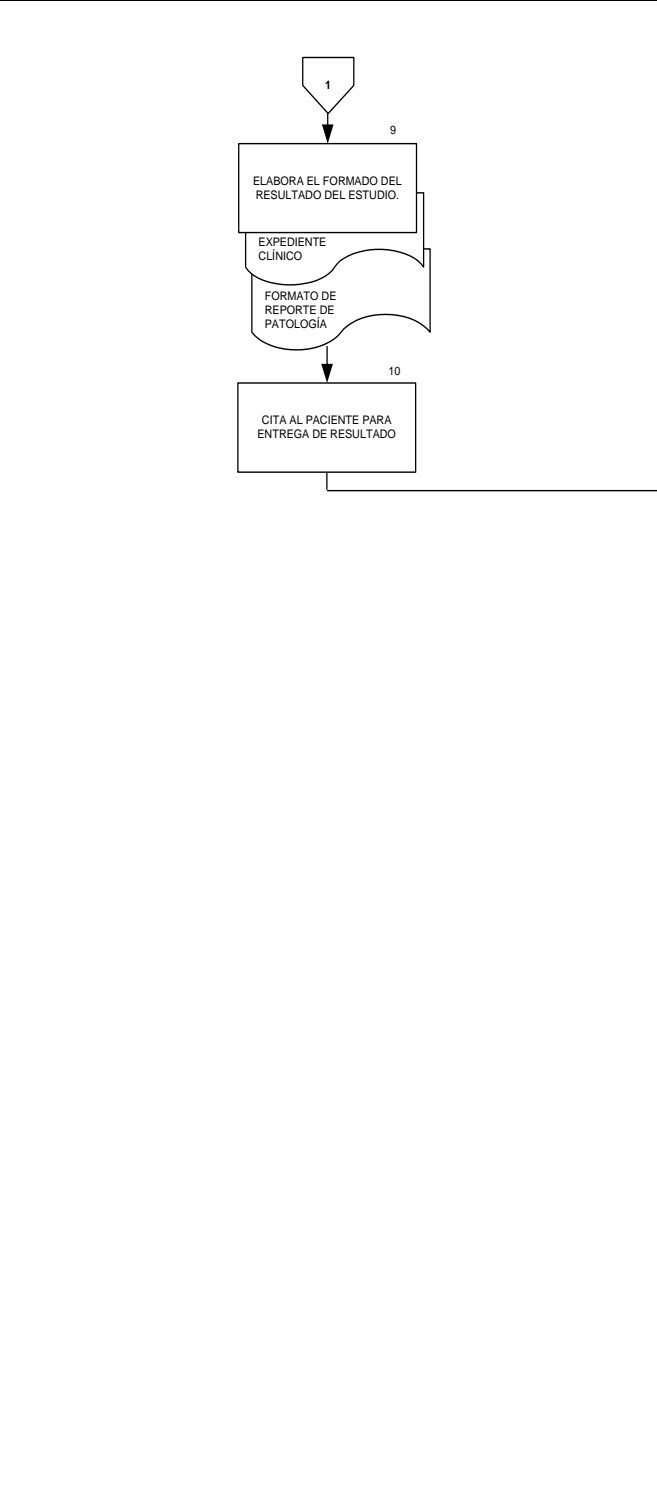 1
9
ELABORA EL FORMADO DEL
RESULTADO DEL ESTUDIO.
EXPEDIENTE
CLÍNICO
FORMATO DE
REPORTE DE
PATOLOGÍA
10
CITA AL PACIENTE PARA
ENTREGA DE RESULTADO